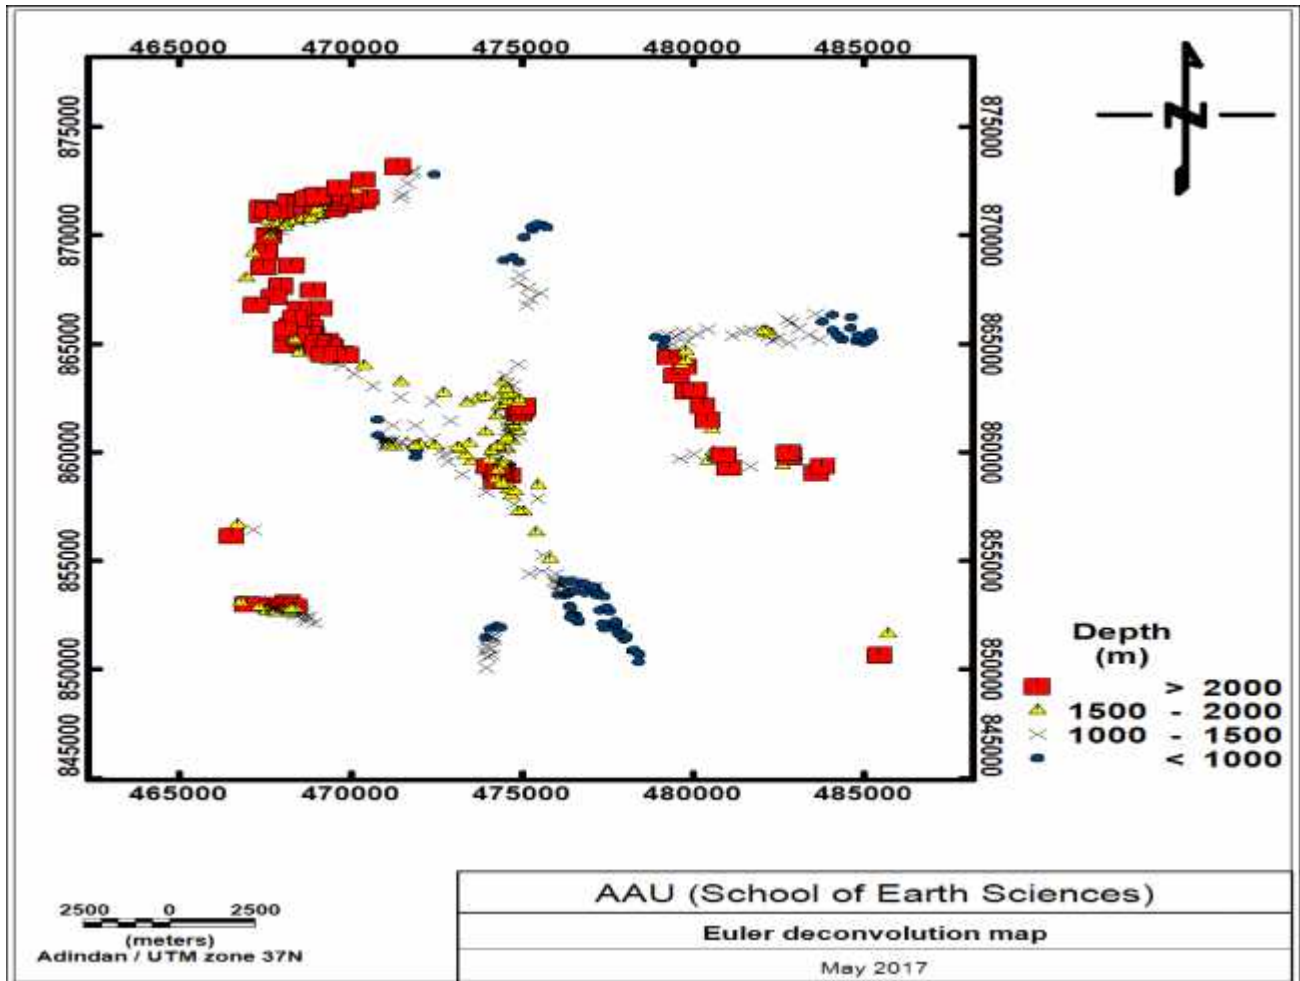 465000 470000 475000 480000 485000
875000 875000
870000 870000
865000 865000
860000 860000
855000 855000
850000 850000
845000 845000
465000 470000 475000 480000 485000
N
Depth
(m)
> 2000
1500 - 2000
1000 - 1500
< 1000
2500 0 2500
(meters)
Adindan / UTM zone 37N
AAU (School of Earth Sciences)
Euler deconvolution map
May 2017